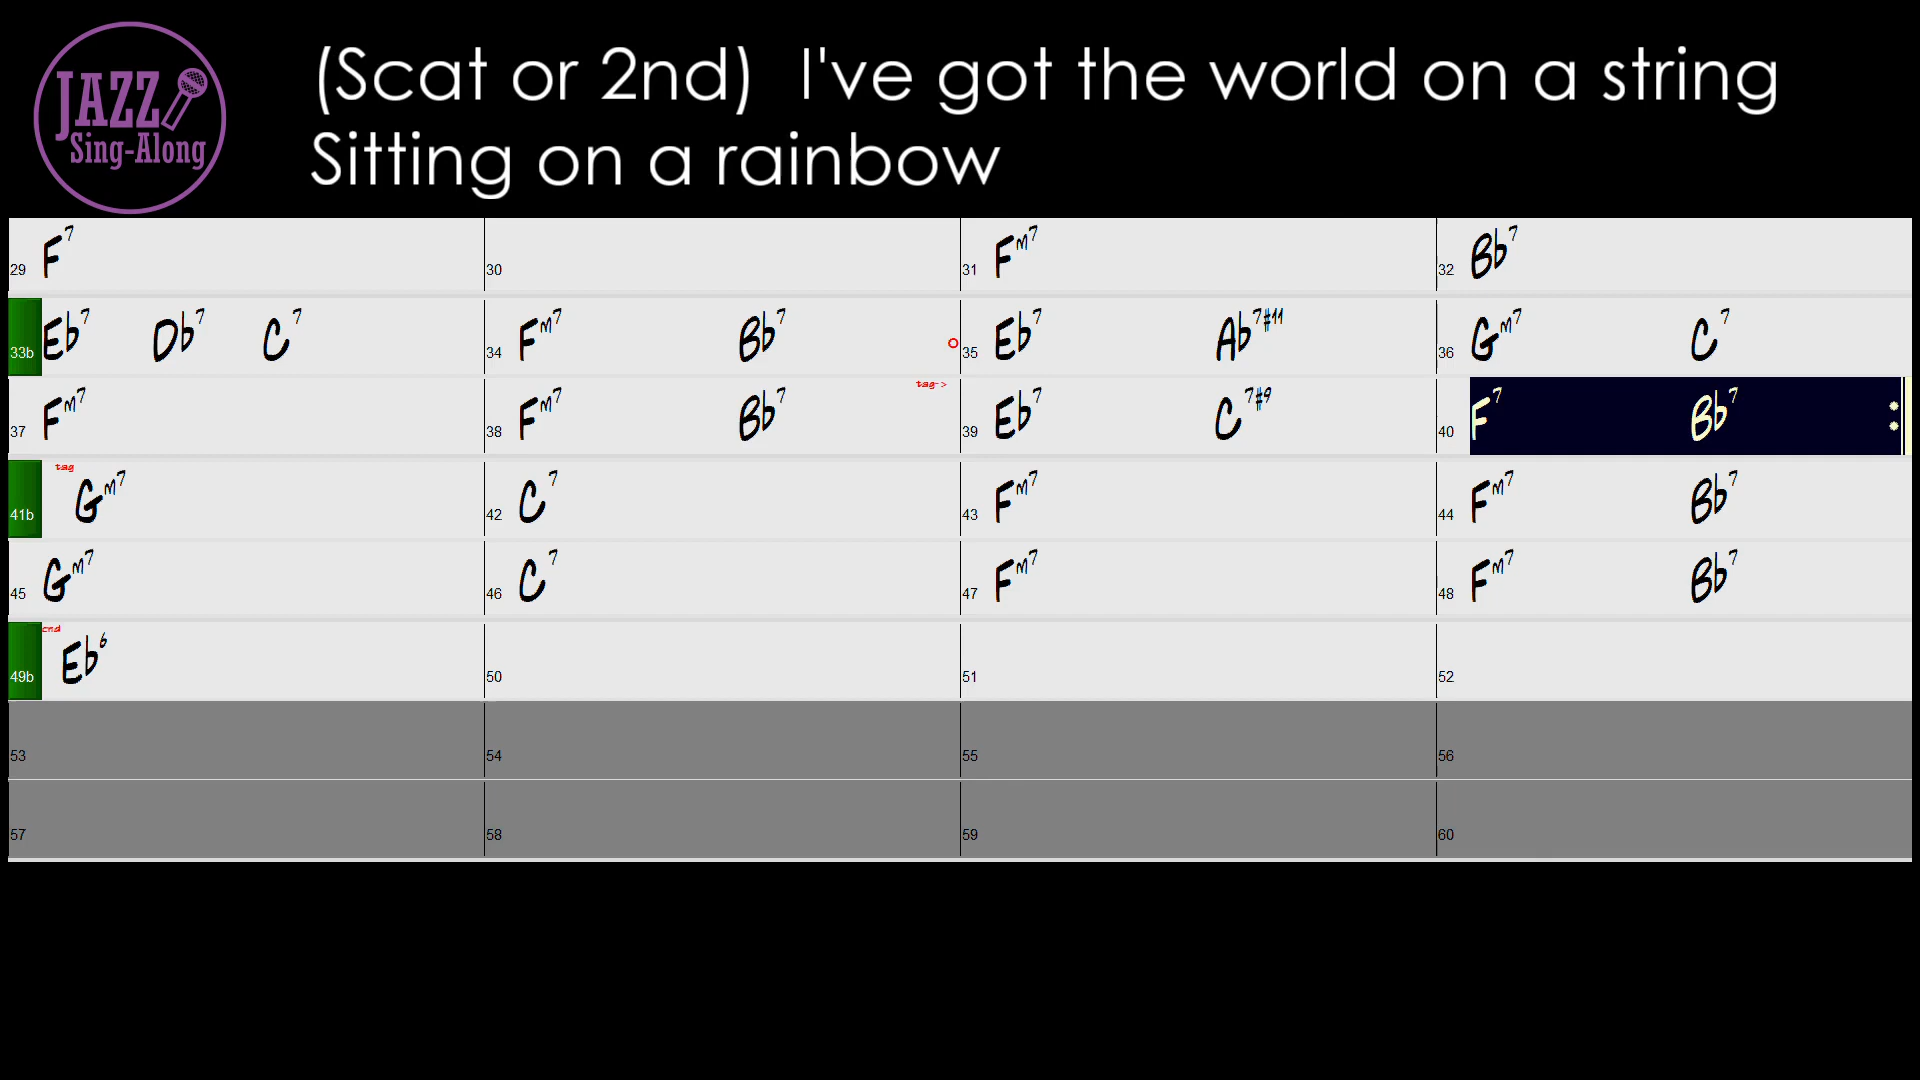 JAZZ
Sing-Along
(Scat or 2nd) I've got the world on a string
Sitting on a rainbow
29 F7 30 31 Fm7 32 Bb7
33b Eb7 Db7 C7 34 Fm7 Bb7 35 Eb7 Ab7#11 36 Gm7 C7
tag->
37 Fm7 38 Fm7 Bb7 39 Eb7 C7#9 40 F7 Bb7
tag
41b Gm7 42 C7 43 Fm7 44 Fm7 Bb7
45 Gm7 46 C7 47 Fm7 48 Fm7 Bb7
end
49b Eb6 50 51 52
53 54 55 56
57 58 59 60